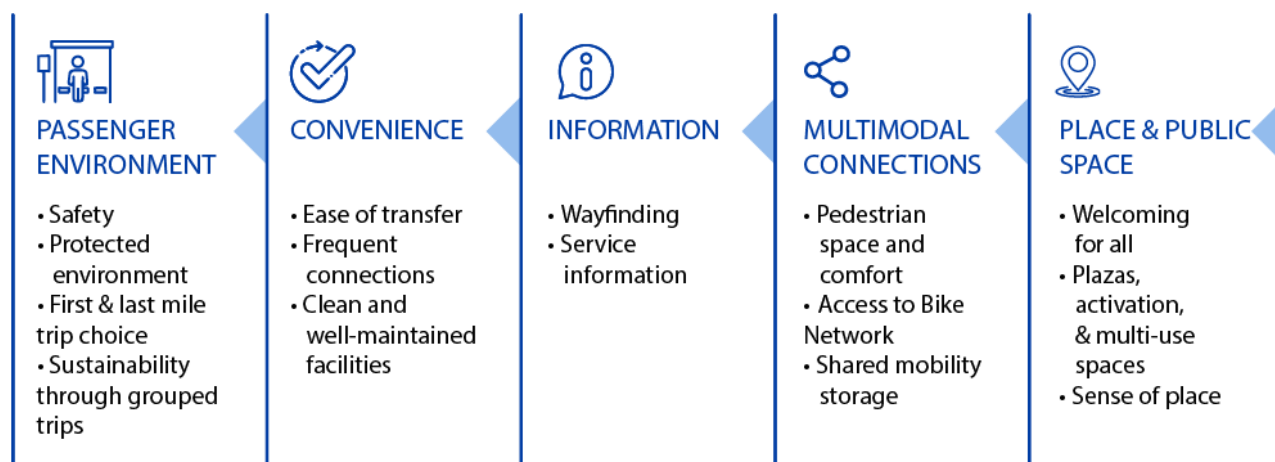 PASSENGER
ENVIRONMENT
• Safety
• Protected
environment
• First & last mile
trip choice
• Sustainability
through grouped
trips
CONVENIENCE
• Ease of transfer
• Frequent
connections
• Clean and
well-maintained
facilities
INFORMATION
• Wayfinding
• Service
information
MULTIMODAL
CONNECTIONS
• Pedestrian
space and
comfort
• Access to Bike
Network
• Shared mobility
storage
PLACE & PUBLIC
SPACE
• Welcoming
for all
• Plazas,
activation,
& multi-use
spaces
• Sense of place